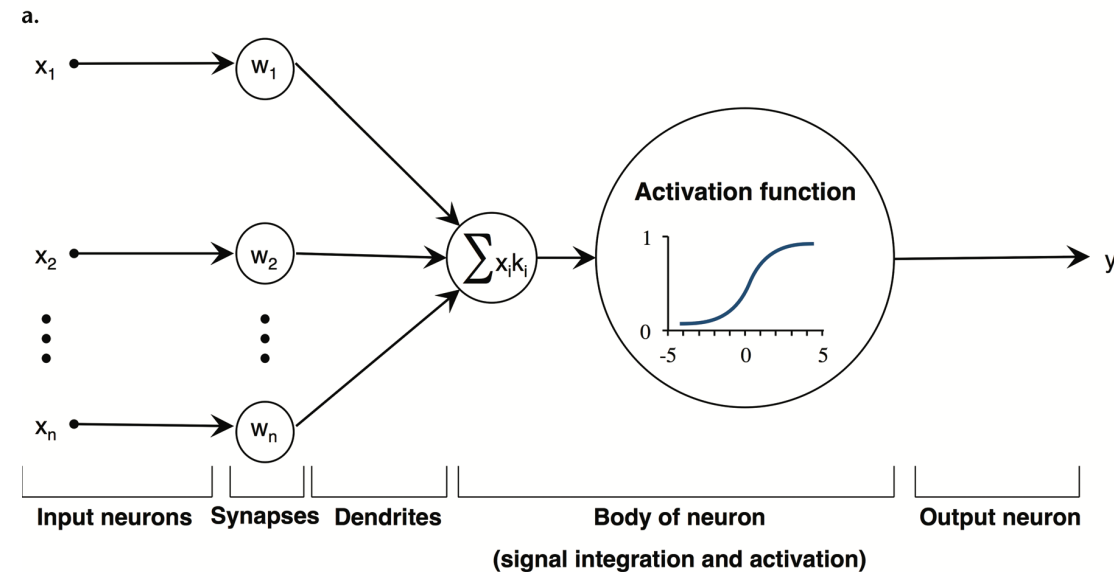 a.
x1
w1
x2
w2
∑xiki
Activation function
1
0
-5 0 5
y
xn
wn
Input neurons Synapses Dendrites Body of neuron Output neuron
(signal integration and activation)